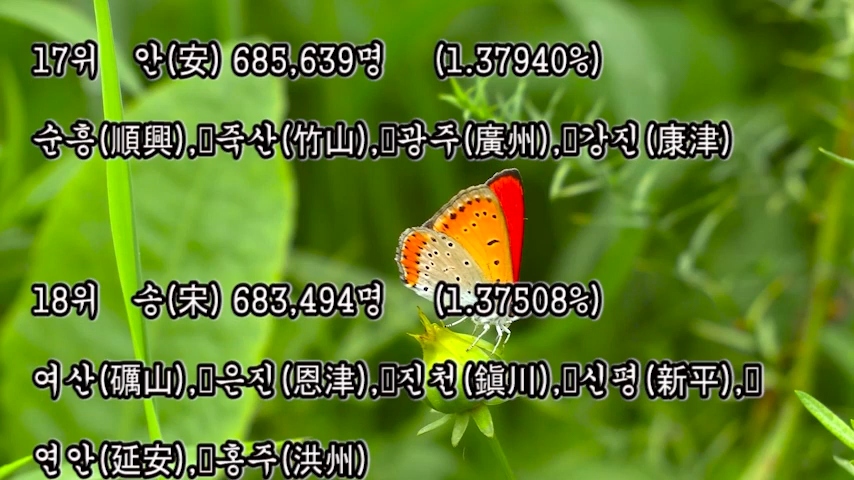 17위 안(安) 685,639명 (1.37940%)
순흥(順興),▯죽산(竹山),▯광주(廣州),▯강진(康津)
18위 송(宋) 683,494명 (1.37508%)
여산(礪山),▯은진(恩津),▯진천(鎭川),▯신평(新平),▯
연안(延安),▯홍주(洪州)